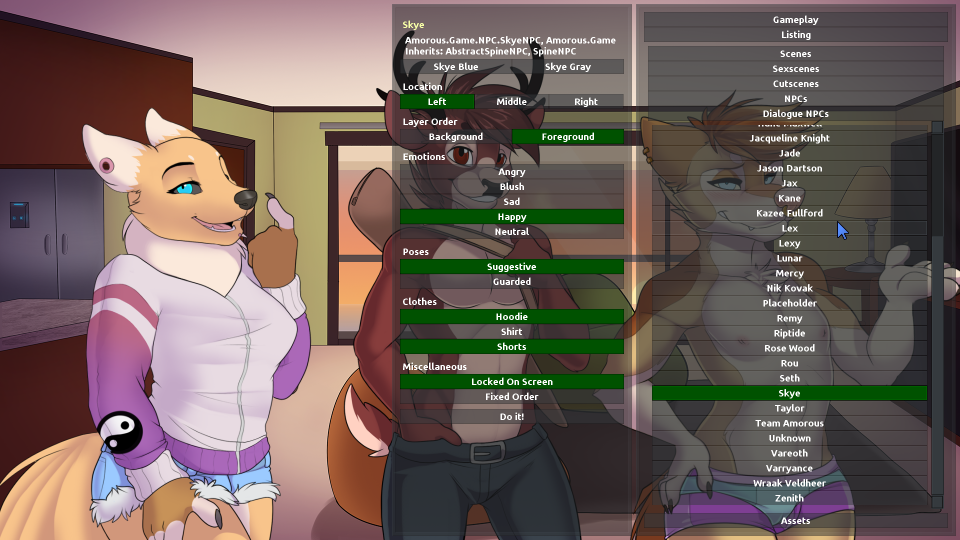 Skye
Amorous.Game.NPC.SkyeNPC, Amorous.Game
Inherits: AbstractSpineNPC, SpineNPC
Skye Blue
Skye Gray
Location
Left
Middle
Right
Layer Order
Background
Foreground
Emotions
Angry
Blush
Sad
Happy
Neutral
Poses
Suggestive
Guarded
Clothes
Hoodie
Shirt
Shorts
Miscellaneous
Locked On Screen
Fixed Order
Do it!
Gameplay
Listing
Scenes
Sexscenes
Cutscenes
NPCs
Dialogue NPCs
Jacqueline Knight
Jade
Jason Dartson
Jax
Kane
Kazee Fullford
Lex
Lexy
Lunar
Mercy
Nik Kovak
Placeholder
Remy
Riptide
Rose Wood
Rou
Seth
Skye
Taylor
Team Amorous
Unknown
Vareoth
Varryance
Wraak Veldheer
Zenith
Assets